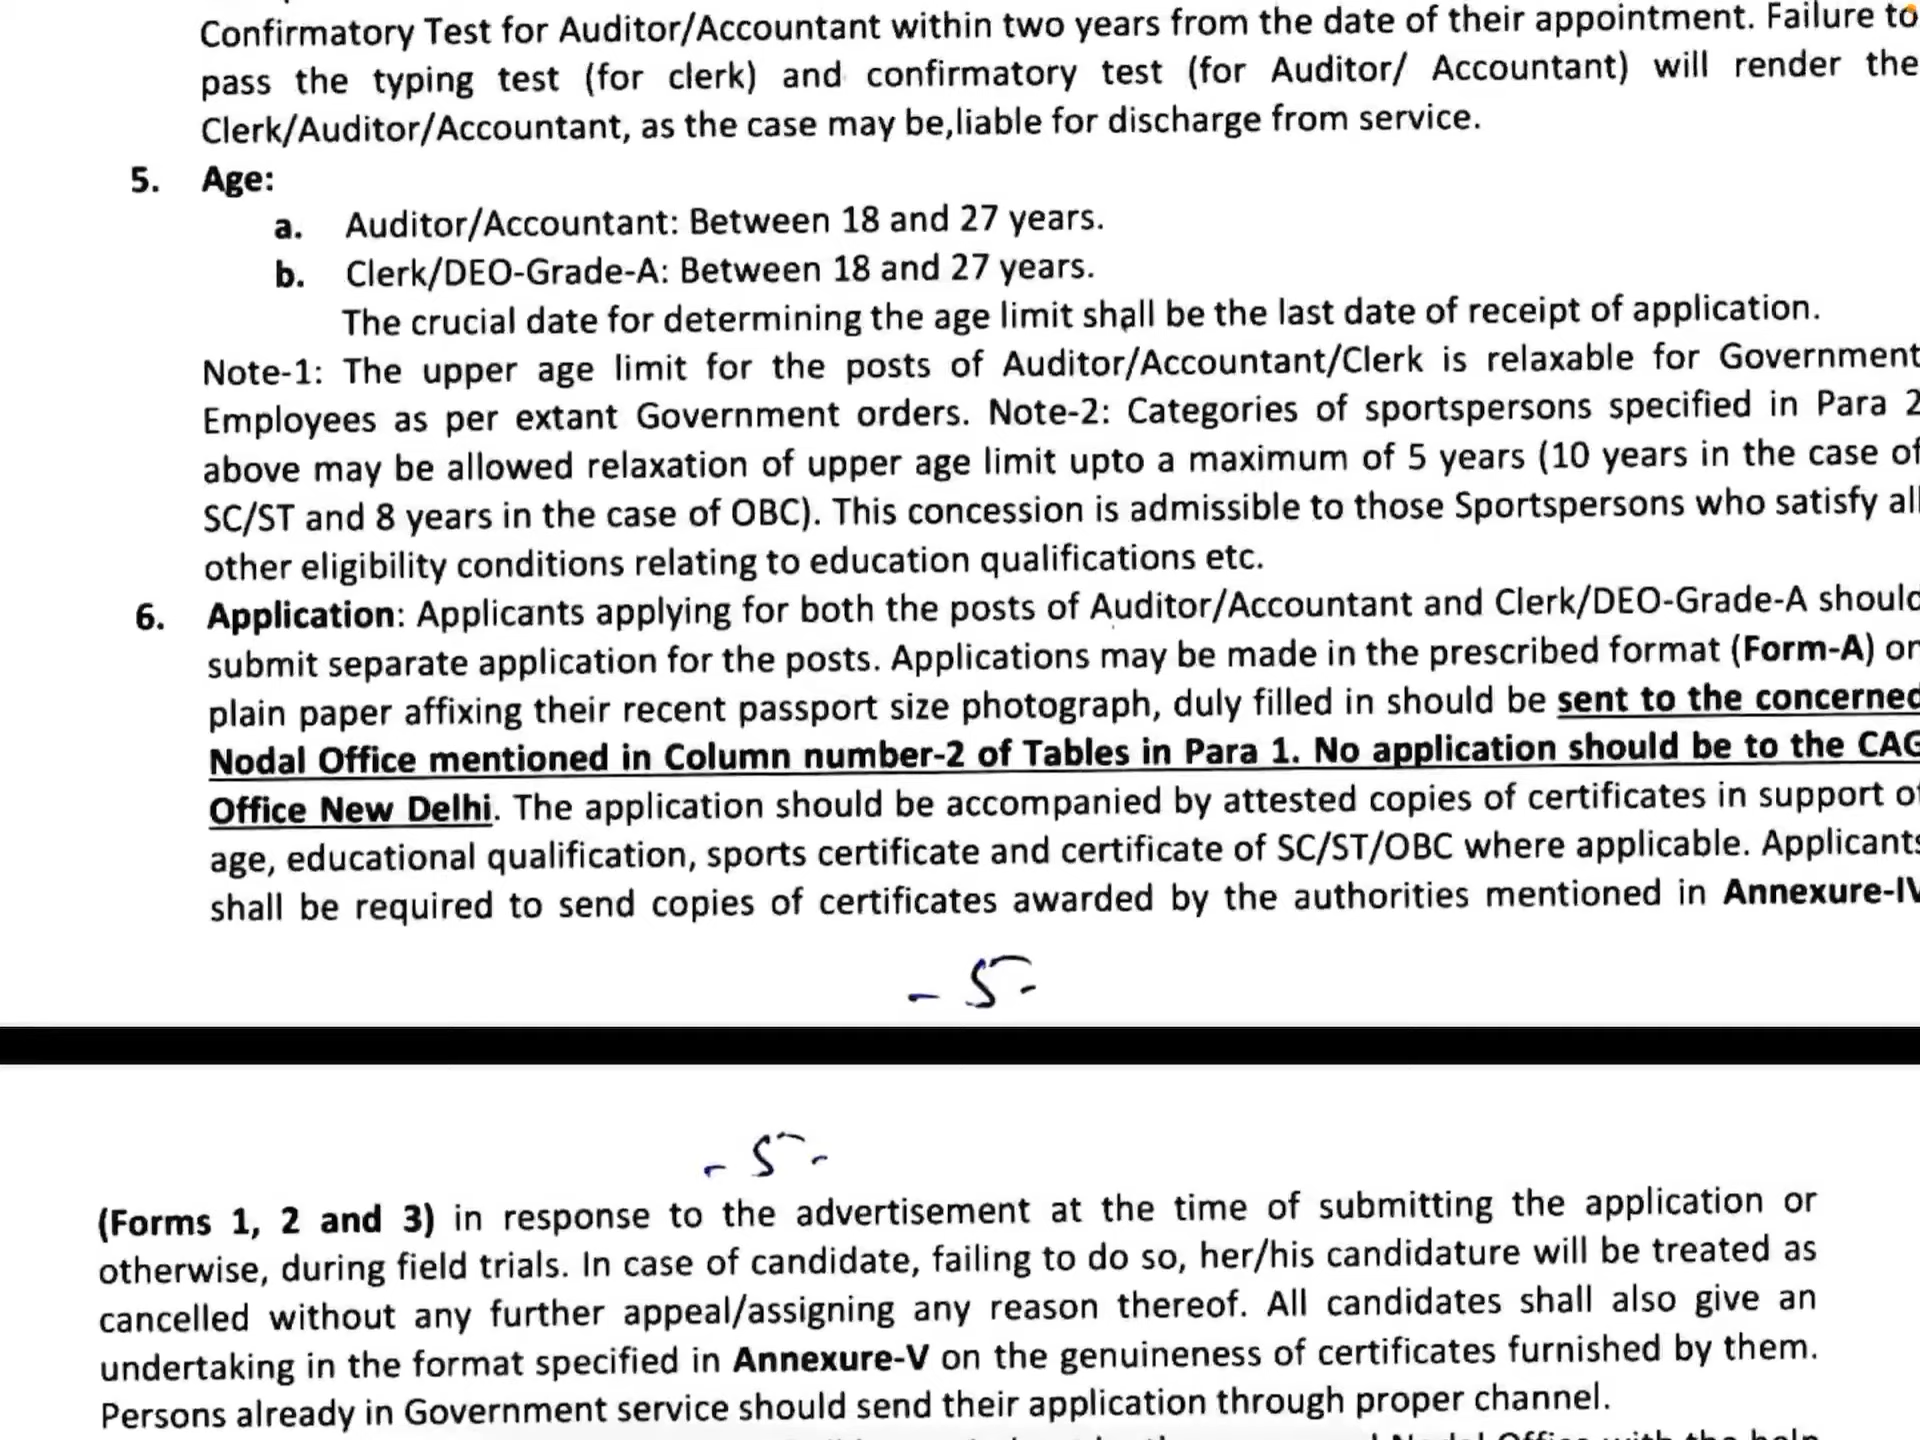 Confirmatory Test for Auditor/Accountant within two years from the date of their appointment. Failure to
pass the typing test (for clerk) and confirmatory test (for Auditor/ Accountant) will render the
Clerk/Auditor/Accountant, as the case may be,liable for discharge from service.
5. Age:
a. Auditor/Accountant: Between 18 and 27 years.
b. Clerk/DEO-Grade-A: Between 18 and 27 years.
The crucial date for determining the age limit shall be the last date of receipt of application.
Note-1: The upper age limit for the posts of Auditor/Accountant/Clerk is relaxable for Government
Employees as per extant Government orders. Note-2: Categories of sportspersons specified in Para 2
above may be allowed relaxation of upper age limit upto a maximum of 5 years (10 years in the case of
SC/ST and 8 years in the case of OBC). This concession is admissible to those Sportspersons who satisfy all
other eligibility conditions relating to education qualifications etc.
6. Application: Applicants applying for both the posts of Auditor/Accountant and Clerk/DEO-Grade-A should
submit separate application for the posts. Applications may be made in the prescribed format (Form-A) on
plain paper affixing their recent passport size photograph, duly filled in should be sent to the concerned
Nodal Office mentioned in Column number-2 of Tables in Para 1. No application should be to the CAG
Office New Delhi. The application should be accompanied by attested copies of certificates in support of
age, educational qualification, sports certificate and certificate of SC/ST/OBC where applicable. Applicants
shall be required to send copies of certificates awarded by the authorities mentioned in Annexure-IV
- 5 -
- 5 -
(Forms 1, 2 and 3) in response to the advertisement at the time of submitting the application or
otherwise, during field trials. In case of candidate, failing to do so, her/his candidature will be treated as
cancelled without any further appeal/assigning any reason thereof. All candidates shall also give an
undertaking in the format specified in Annexure-V on the genuineness of certificates furnished by them.
Persons already in Government service should send their application through proper channel.
Nodal Office with the help